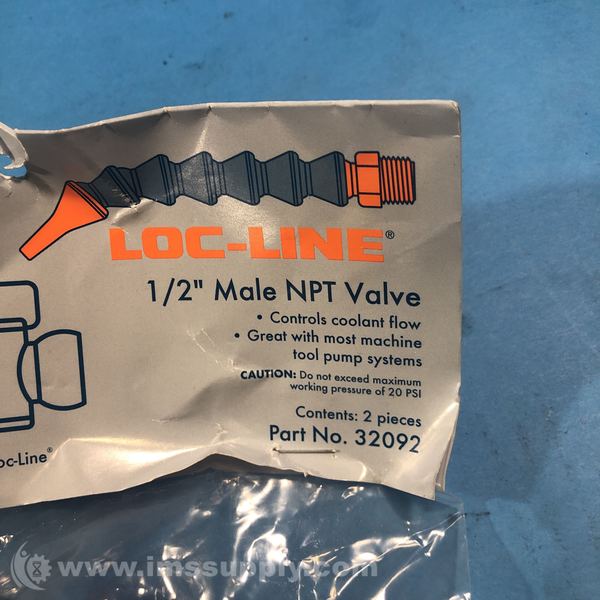 LOC-LINE®
1/2" Male NPT Valve
• Controls coolant flow
• Great with most machine
tool pump systems
CAUTION: Do not exceed maximum
working pressure of 20 PSI
Contents: 2 pieces
Part No. 32092
oc-Line®
www.imssupply.com